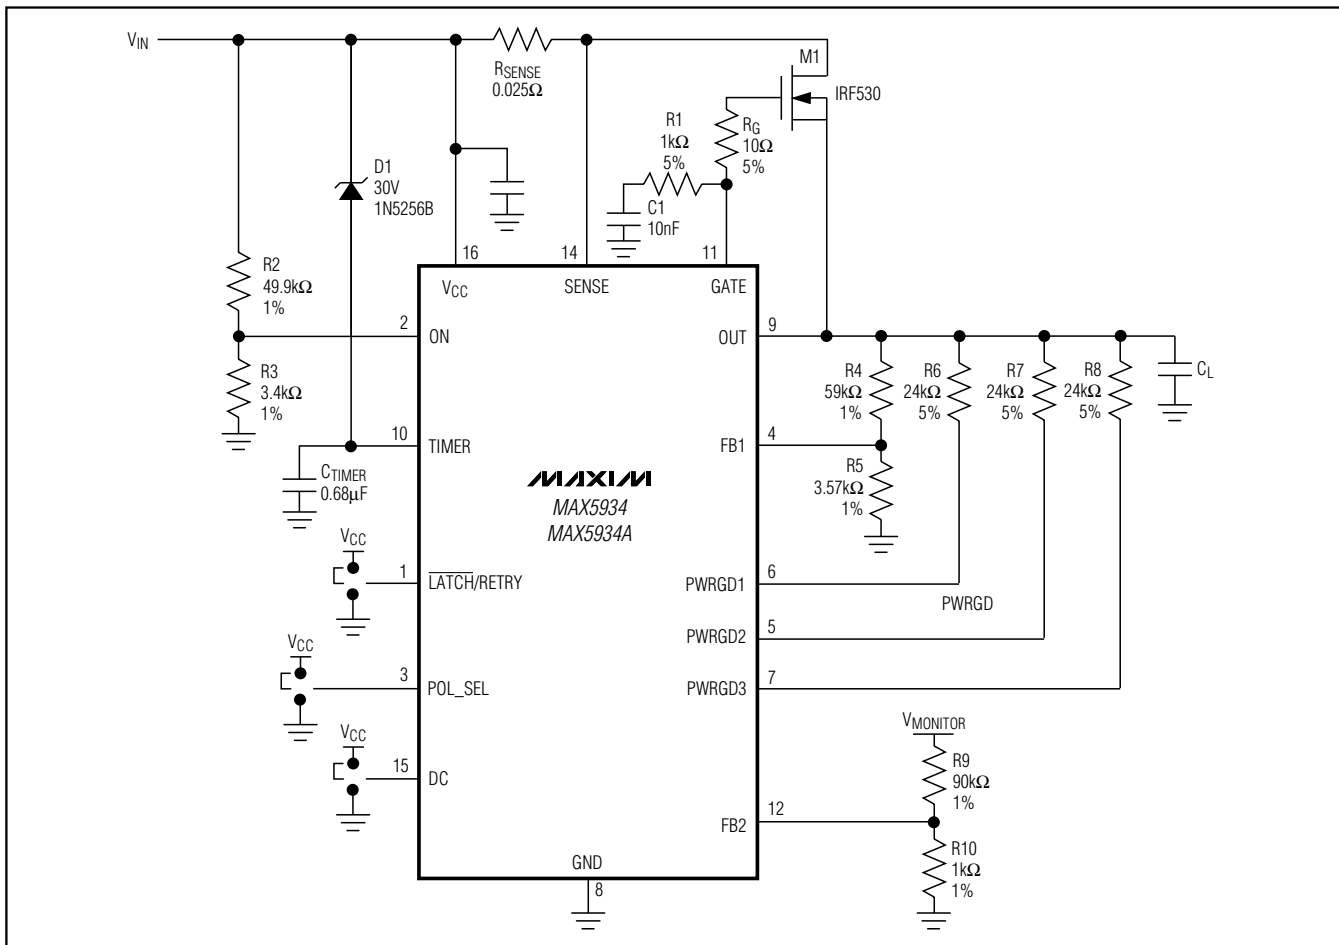 VIN
RSENSE
0.025Ω
M1
IRF530
R1
1kΩ
5%
RG
10Ω
5%
D1
30V
1N5256B
C1
10nF
16
14
11
VCC
SENSE
GATE
R2
49.9kΩ
1%
2
ON
OUT
9
R3
3.4kΩ
1%
R4
59kΩ
1%
R6
24kΩ
5%
R7
24kΩ
5%
R8
24kΩ
5%
CL
10
TIMER
FB1
4
CTIMER
0.68µF
R5
3.57kΩ
1%
MAXIM
MAX5934
MAX5934A
VCC
1
LATCH/RETRY
PWRGD1
6
PWRGD
PWRGD2
5
VCC
3
POL_SEL
PWRGD3
7
VCC
15
DC
VMONITOR
R9
90kΩ
1%
FB2
12
R10
1kΩ
1%
GND
8